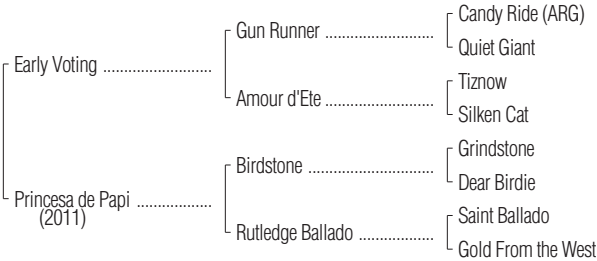 Candy Ride (ARG)
Gun Runner ........................
Quiet Giant
Early Voting ........................
Tiznow
Amour d'Ete ........................
Silken Cat
Grindstone
Birdstone ........................
Dear Birdie
Princesa de Papi ..................
(2011)
Saint Ballado
Rutledge Ballado ..................
Gold From the West